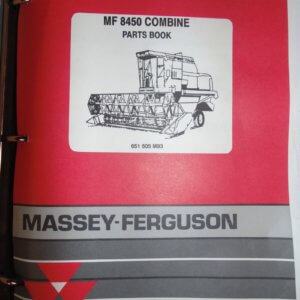 MF 8450 COMBINE
PARTS BOOK
651 505 M93
MASSEY-FERGUSON